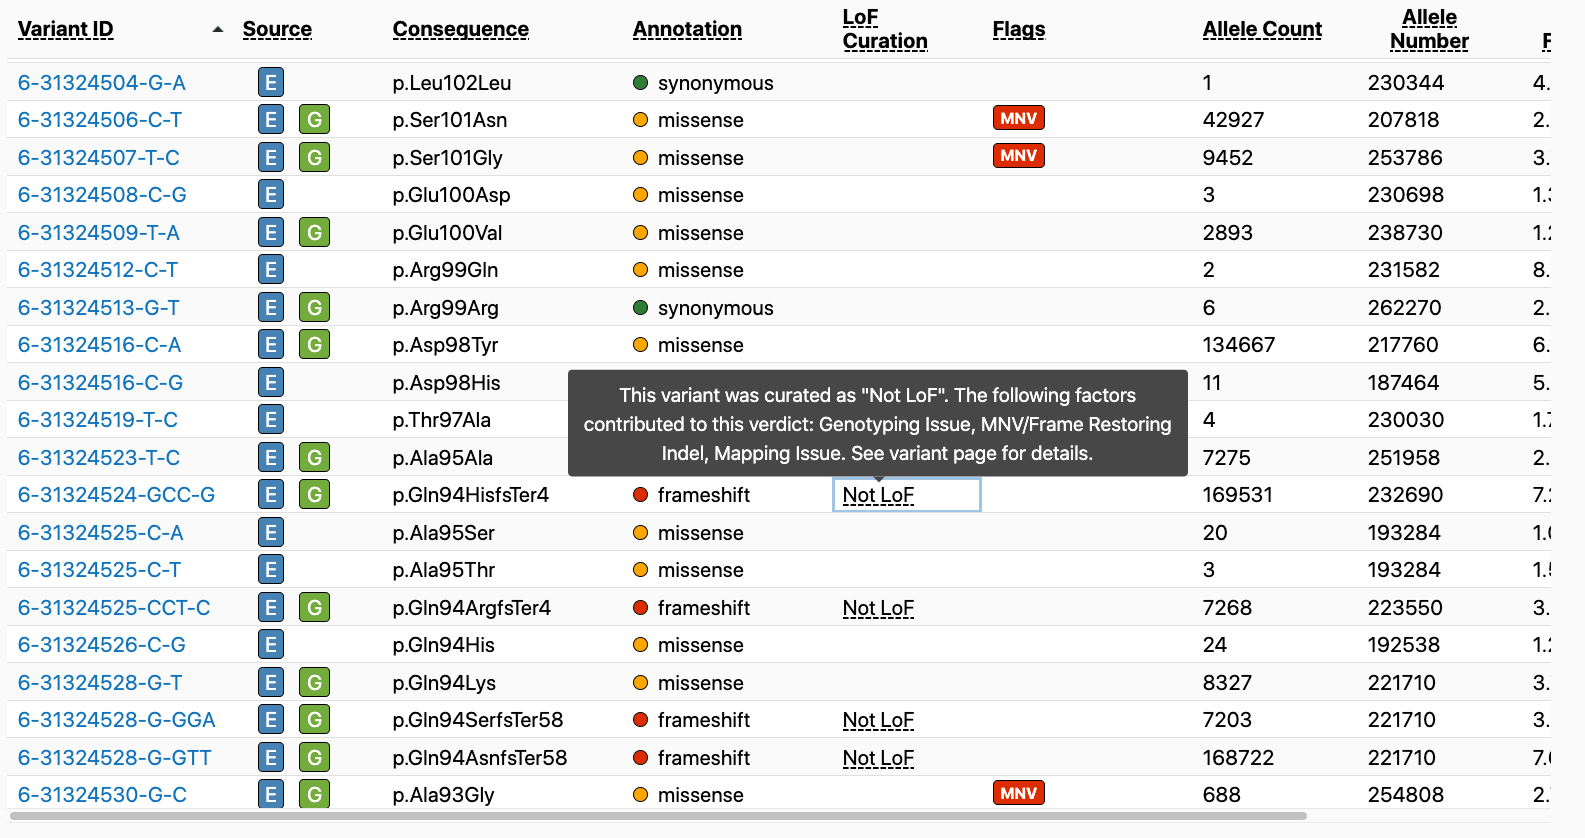 Variant ID Source Consequence Annotation LoF Curation Flags Allele Count Allele Number F
6-31324504-G-A E p.Leu102Leu synonymous 1 230344 4.
6-31324506-C-T E G p.Ser101Asn missense MNV 42927 207818 2.
6-31324507-T-C E G p.Ser101Gly missense MNV 9452 253786 3.
6-31324508-C-G E p.Glu100Asp missense 3 230698 1.
6-31324509-T-A E G p.Glu100Val missense 2893 238730 1.2
6-31324512-C-T E p.Arg99Gln missense 2 231582 8.
6-31324513-G-T E G p.Arg99Arg synonymous 6 262270 2.
6-31324516-C-A E G p.Asp98Tyr missense 134667 217760 6.
6-31324516-C-G E p.Asp98His 11 187464 5.
This variant was curated as "Not LoF". The following factors
contributed to this verdict: Genotyping Issue, MNV/Frame Restoring
Indel, Mapping Issue. See variant page for details.
6-31324519-T-C E p.Thr97Ala 4 230030 1.
6-31324523-T-C E G p.Ala95Ala 7275 251958 2.
6-31324524-GCC-G E G p.Gln94HisfsTer4 frameshift Not LoF 169531 232690 7.2
6-31324525-C-A E p.Ala95Ser missense 20 193284 1.
6-31324525-C-T E p.Ala95Thr missense 3 193284 1.
6-31324525-CCT-C E G p.Gln94ArgfsTer4 frameshift Not LoF 7268 223550 3.
6-31324526-C-G E p.Gln94His missense 24 192538 1.2
6-31324528-G-T E G p.Gln94Lys missense 8327 221710 3.
6-31324528-G-GGA E G p.Gln94SerfsTer58 frameshift Not LoF 7203 221710 3.
6-31324528-G-GTT E G p.Gln94AsnfsTer58 frameshift Not LoF 168722 221710 7.
6-31324530-G-C E G p.Ala93Gly missense MNV 688 254808 2.